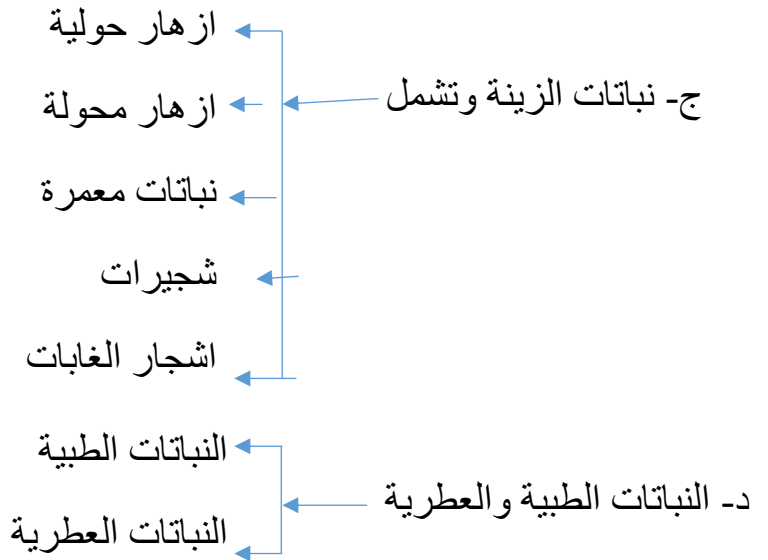 ازهار حولية
ج- نباتات الزينة وتشمل
ازهار محولة
نباتات معمرة
شجيرات
اشجار الغابات
النباتات الطبية
د- النباتات الطبية والعطرية
النباتات العطرية